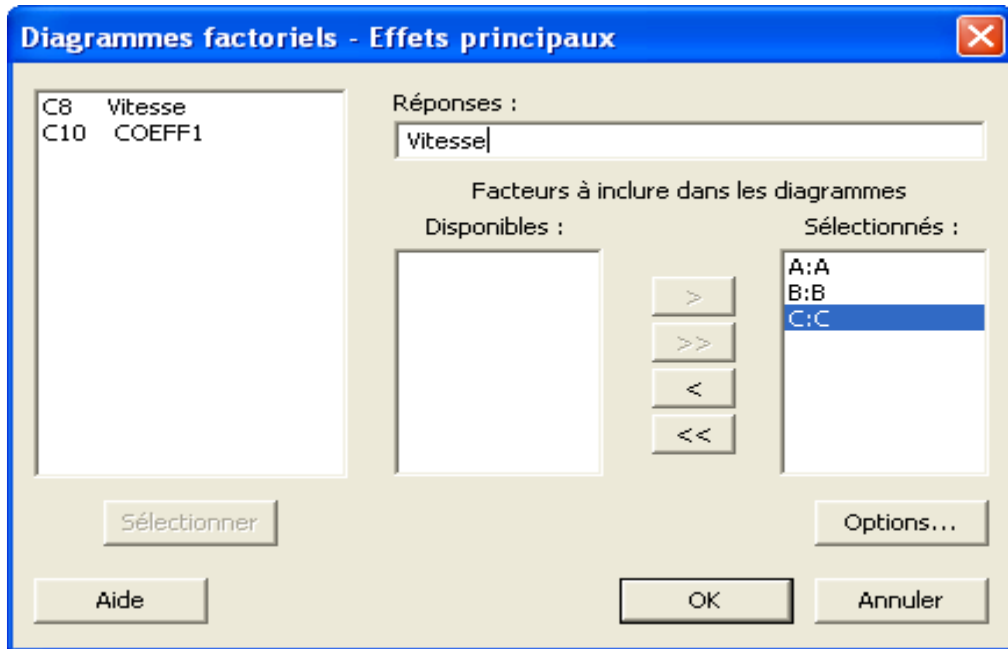 Diagrammes factoriels - Effets principaux
C8 Vitesse
C10 COEFF1
Réponses :
Vitesse
Facteurs à inclure dans les diagrammes
Disponibles :
Sélectionnés :
A:A
B:B
C:C
>
>>
<
<<
Sélectionner
Options...
Aide
OK
Annuler